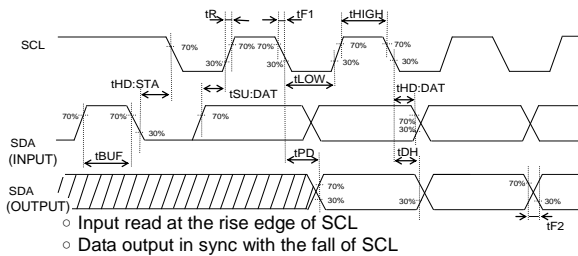 tR tF1 tHIGH
SCL 70% 70% 70% 70% 70%
30% 30% 30% 30%
tHD:STA tLOW
tSU:DAT tHD:DAT
70% 70% 70% 70%
SDA 30% 30%
(INPUT) tBUF tPD tDH
SDA 70% 70%
(OUTPUT) 30% 30% 30%
○ Input read at the rise edge of SCL tF2
○ Data output in sync with the fall of SCL